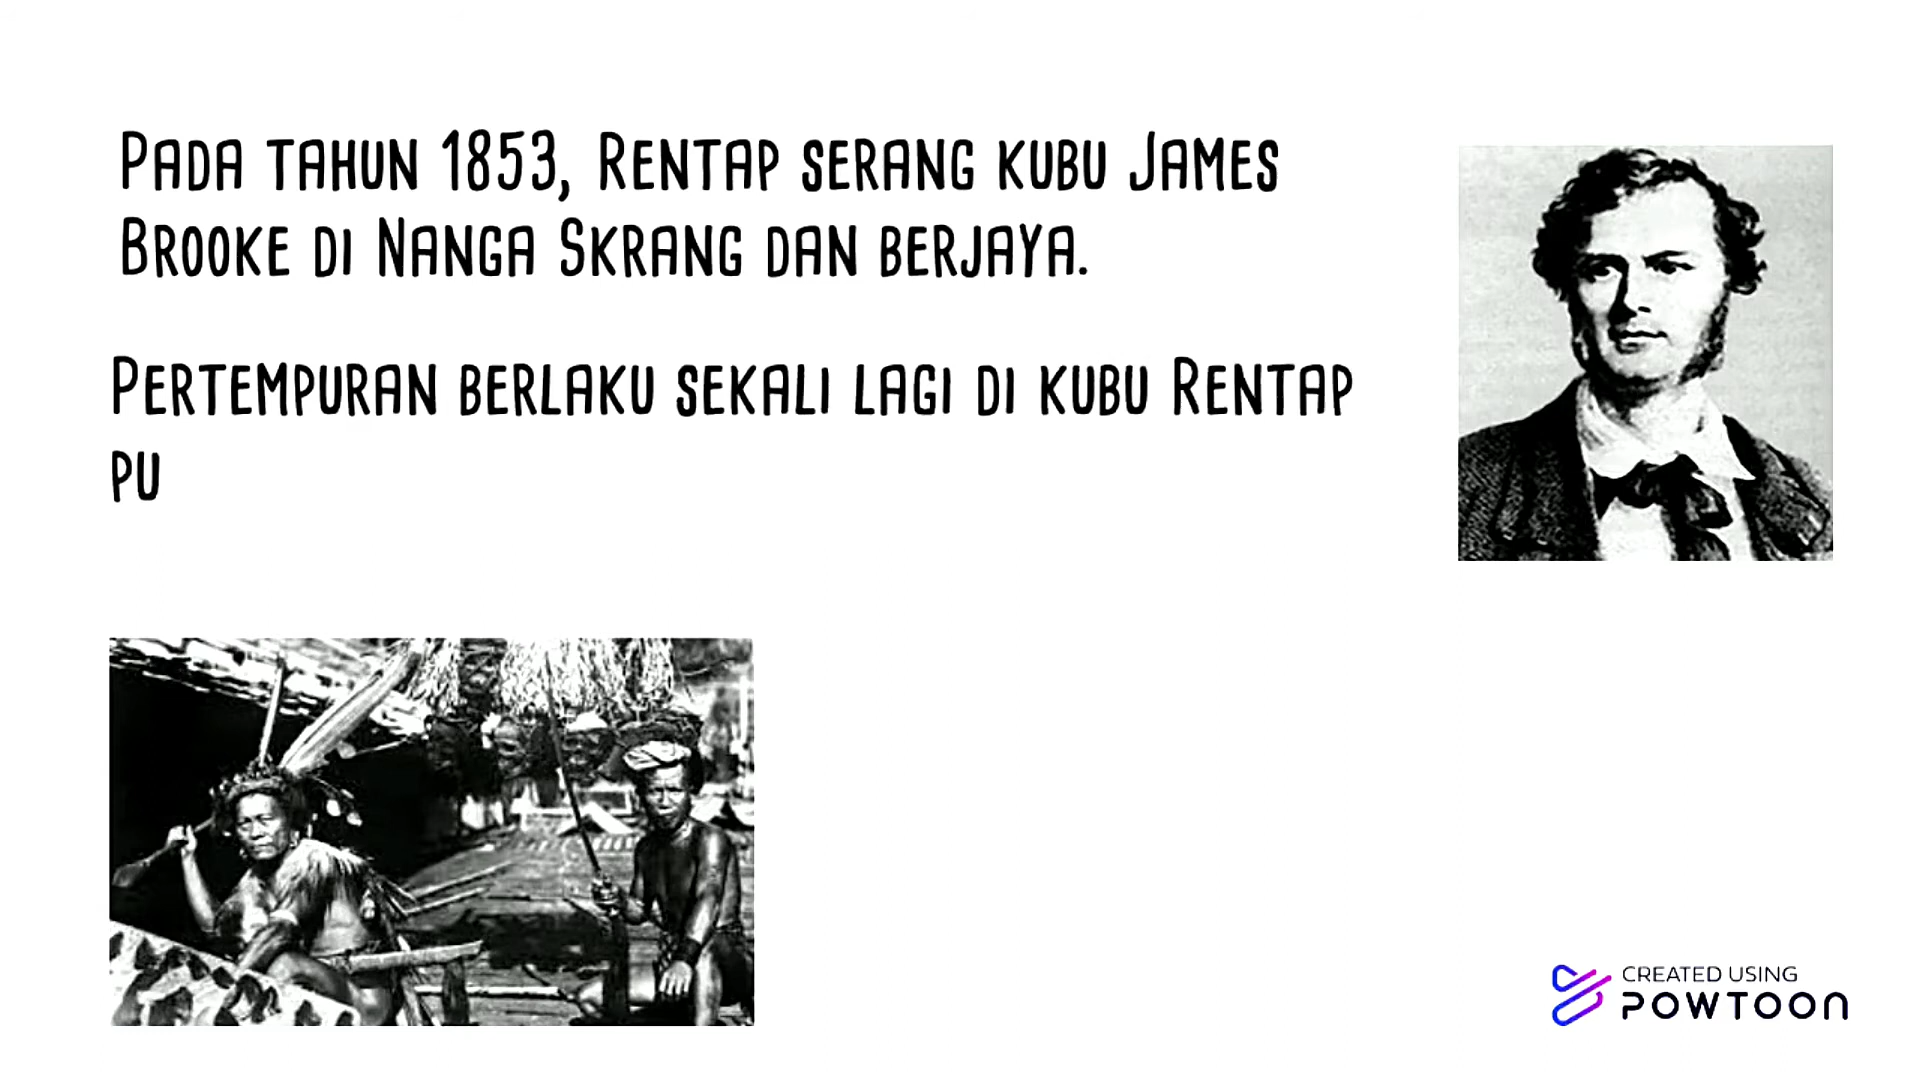 Pada tahun 1853, Rentap serang kubu James
Brooke di Nanga Skrang dan berjaya.
Pertempuran berlaku sekali lagi di kubu Rentap
pu
CREATED USING
POWTOON